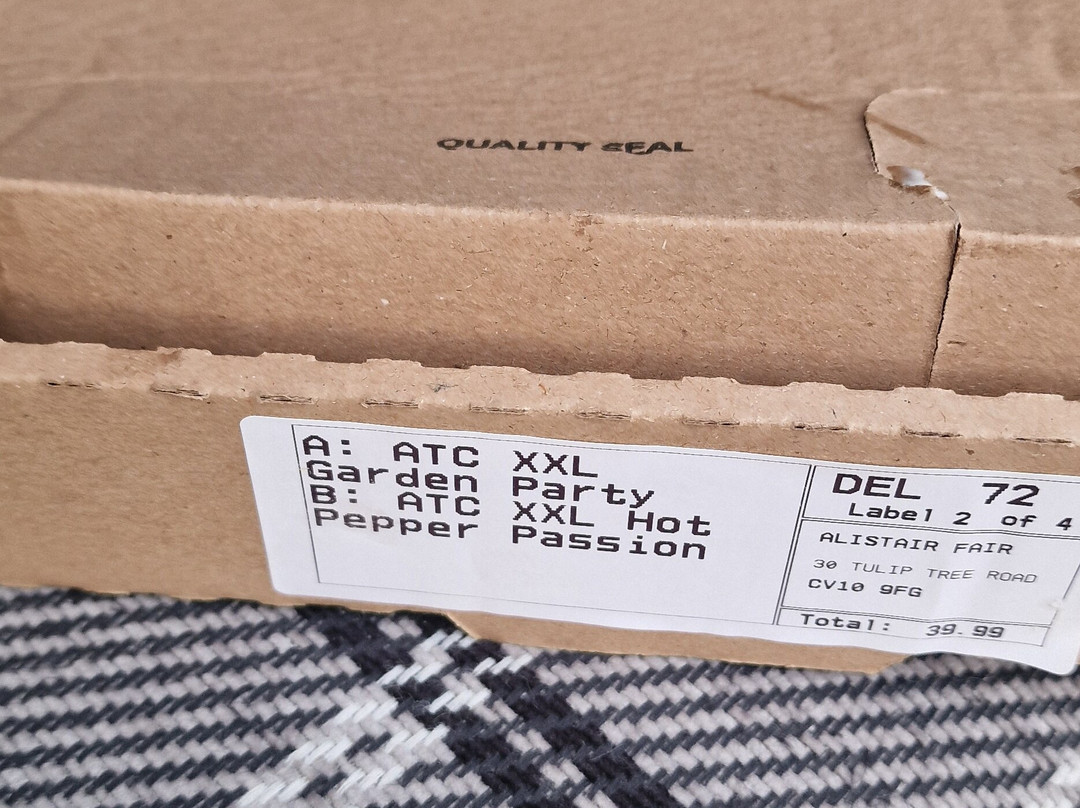 QUALITY SEAL
A: ATC XXL
Garden Party
B: ATC XXL Hot
Pepper Passion
DEL 72
Label 2 of 4
ALISTAIR FAIR
30 TULIP TREE ROAD
CV10 9FG
Total: 39.99